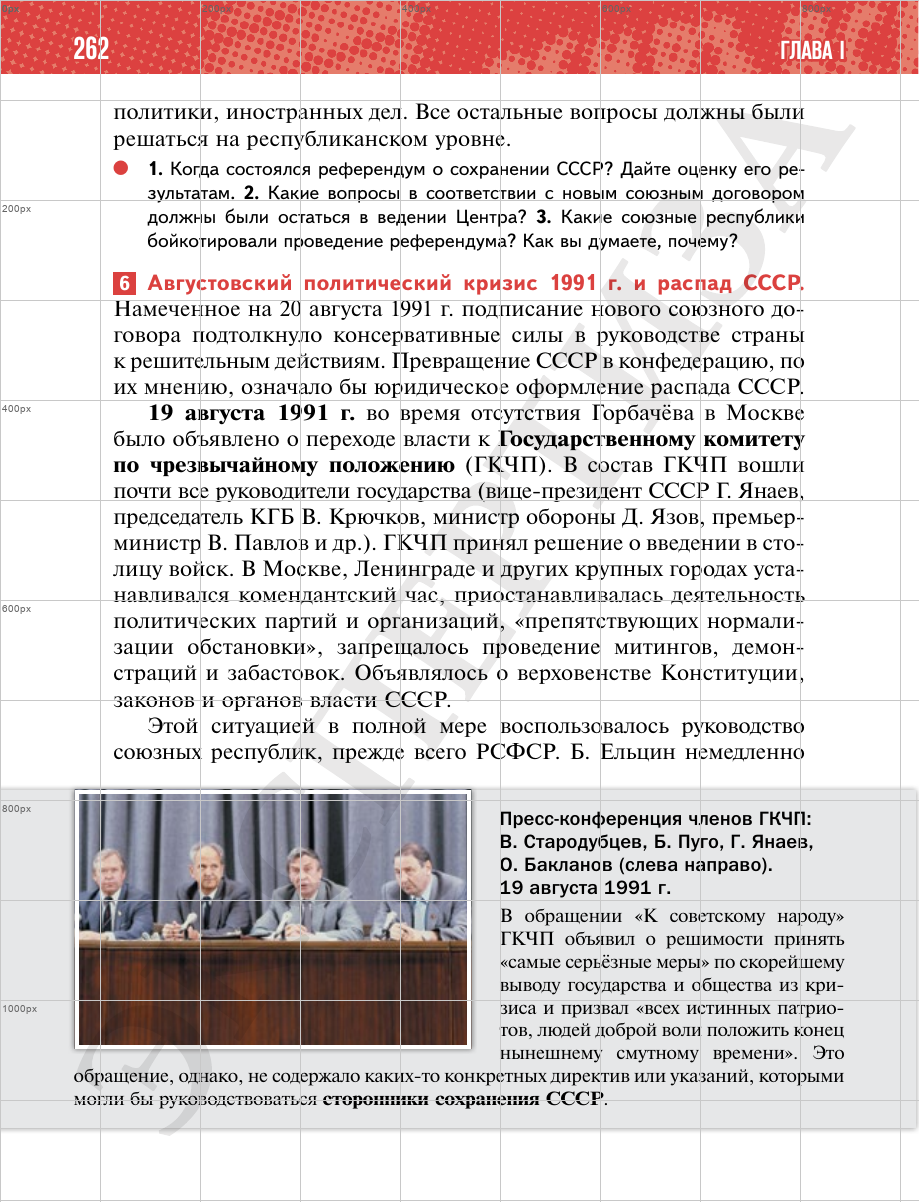 262
ГЛАВА I
политики, иностранных дел. Все остальные вопросы должны были
решаться на республиканском уровне.
1. Когда состоялся референдум о сохранении СССР? Дайте оценку его ре-
зультатам. 2. Какие вопросы в соответствии с новым союзным договором
должны были остаться в ведении Центра? 3. Какие союзные республики
бойкотировали проведение референдума? Как вы думаете, почему?
6 Августовский политический кризис 1991 г. и распад СССР.
Намеченное на 20 августа 1991 г. подписание нового союзного до-
говора подтолкнуло консервативные силы в руководстве страны
к решительным действиям. Превращение СССР в конфедерацию, по
их мнению, означало бы юридическое оформление распада СССР.
19 августа 1991 г. во время отсутствия Горбачёва в Москве
было объявлено о переходе власти к Государственному комитету
по чрезвычайному положению (ГКЧП). В состав ГКЧП вошли
почти все руководители государства (вице-президент СССР Г. Янаев,
председатель КГБ В. Крючков, министр обороны Д. Язов, премьер-
министр В. Павлов и др.). ГКЧП принял решение о введении в сто-
лицу войск. В Москве, Ленинграде и других крупных городах уста-
навливался комендантский час, приостанавливалась деятельность
политических партий и организаций, «препятствующих нормали-
зации обстановки», запрещалось проведение митингов, демон-
страций и забастовок. Объявлялось о верховенстве Конституции,
законов и органов власти СССР.
Этой ситуацией в полной мере воспользовалось руководство
союзных республик, прежде всего РСФСР. Б. Ельцин немедленно
800px
Пресс-конференция членов ГКЧП:
В. Стародубцев, Б. Пуго, Г. Янаев,
О. Бакланов (слева направо).
19 августа 1991 г.
В обращении «К советскому народу»
ГКЧП объявил о решимости принять
«самые серьёзные меры» по скорейшему
выводу государства и общества из кри-
зиса и призвал «всех истинных патрио-
тов, людей доброй воли положить конец
нынешнему смутному времени». Это
обращение, однако, не содержало каких-то конкретных директив или указаний, которыми
могли бы руководствоваться сторонники сохранения СССР.
200px
400px
600px
1000px
ЭКСПЕРТИЗА